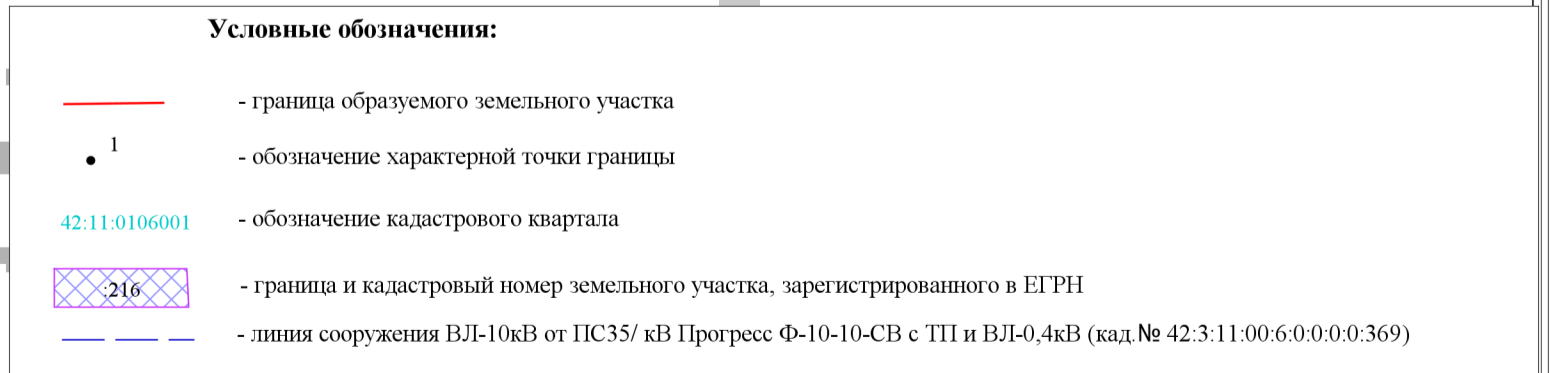 Условные обозначения:
- граница образуемого земельного участка
1
- обозначение характерной точки границы
42:11:0106001 - обозначение кадастрового квартала
:216 - граница и кадастровый номер земельного участка, зарегистрированного в ЕГРН
- линия сооружения ВЛ-10кВ от ПС35/ кВ Прогресс Ф-10-10-СВ с ТП и ВЛ-0,4кВ (кад.№ 42:3:11:00:6:0:0:0:0:369)